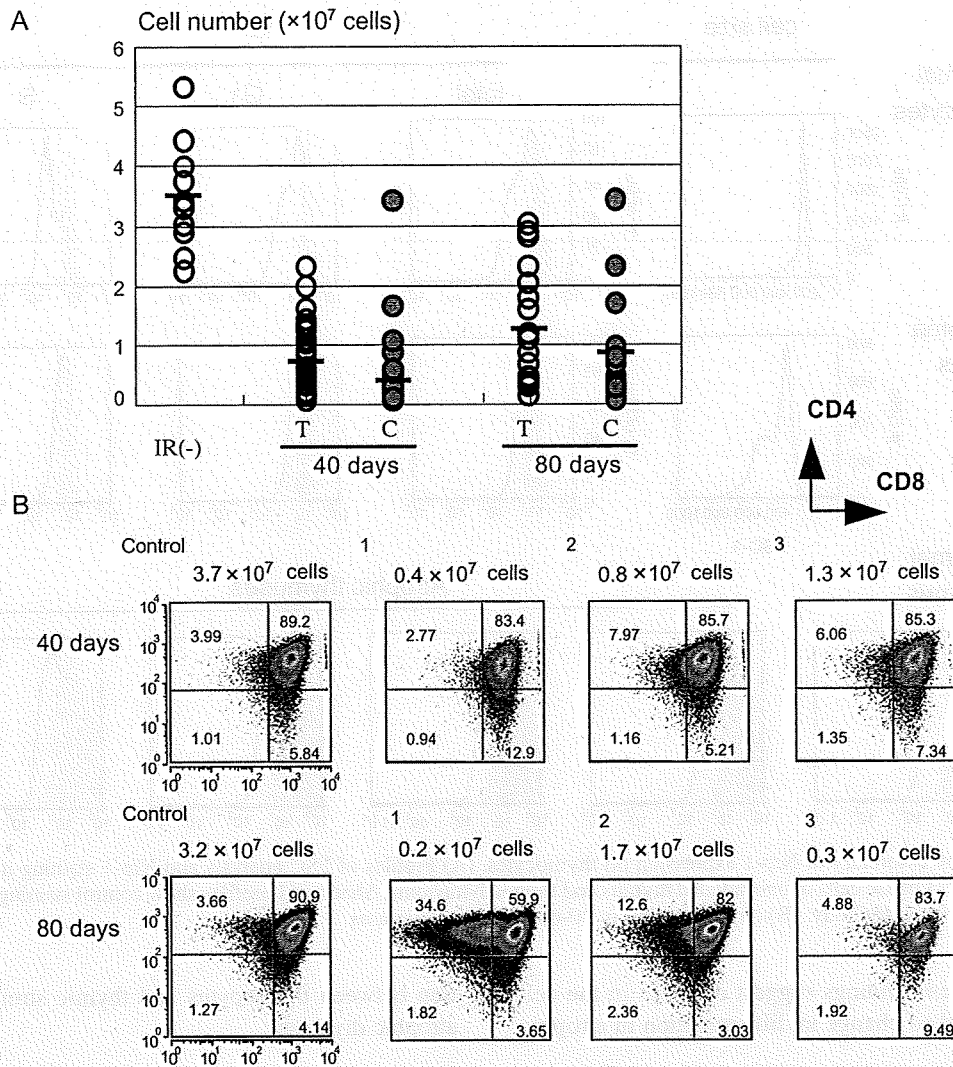 A
Cell number (×10⁷ cells)
6
5
4
3
2
1
0
IR(-)
T C T C
40 days 80 days
CD4
CD8
B
Control 1 2 3
3.7 × 10⁷ cells 0.4 × 10⁷ cells 0.8 × 10⁷ cells 1.3 × 10⁷ cells
40 days
10⁴
10³
10²
10¹
10⁰
10⁰ 10¹ 10² 10³ 10⁴
3.99 89.2
1.01 5.84
2.77 83.4
0.94 12.9
7.97 85.7
1.16 5.21
6.06 85.3
1.35 7.34
Control 1 2 3
3.2 × 10⁷ cells 0.2 × 10⁷ cells 1.7 × 10⁷ cells 0.3 × 10⁷ cells
80 days
10⁴
10³
10²
10¹
10⁰
10⁰ 10¹ 10² 10³ 10⁴
3.66 90.9
1.27 4.14
34.6 59.9
1.82 3.65
12.6 82
2.36 3.03
4.88 83.7
1.92 9.49